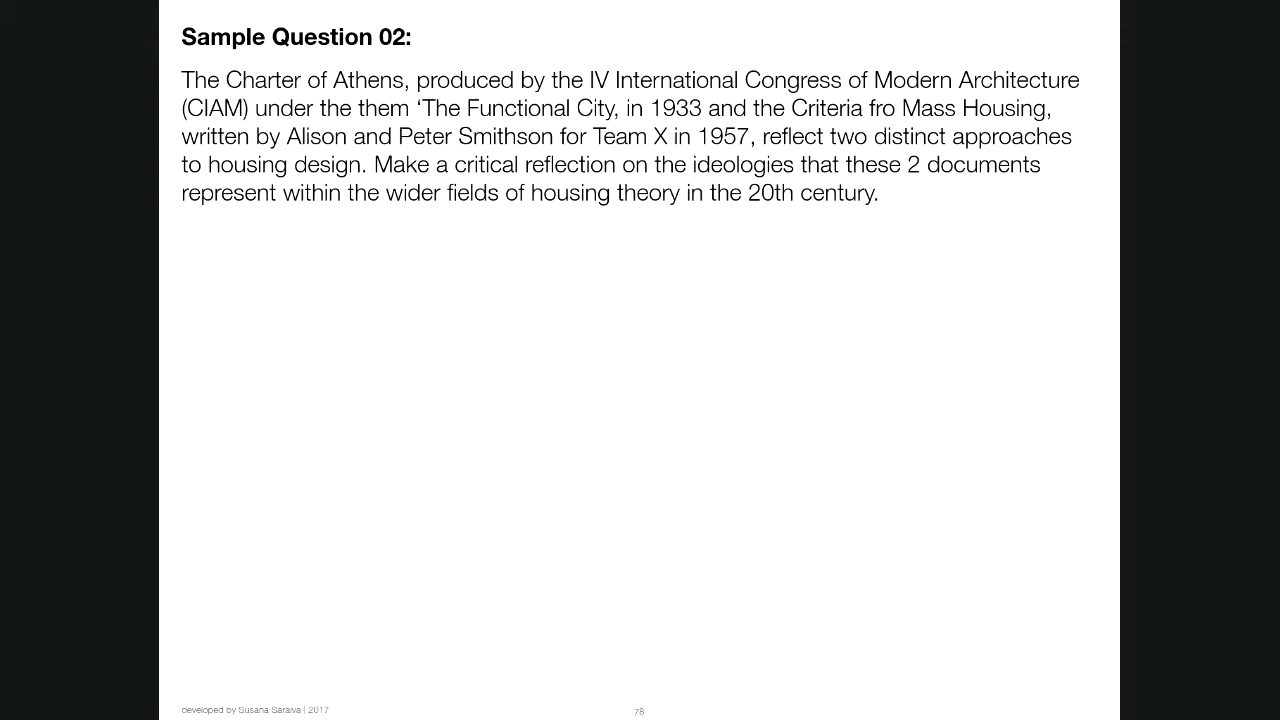 Sample Question 02:
The Charter of Athens, produced by the IV International Congress of Modern Architecture
(CIAM) under the them ‘The Functional City, in 1933 and the Criteria fro Mass Housing,
written by Alison and Peter Smithson for Team X in 1957, reflect two distinct approaches
to housing design. Make a critical reflection on the ideologies that these 2 documents
represent within the wider fields of housing theory in the 20th century.
developed by Susana Saraiva | 2017
78